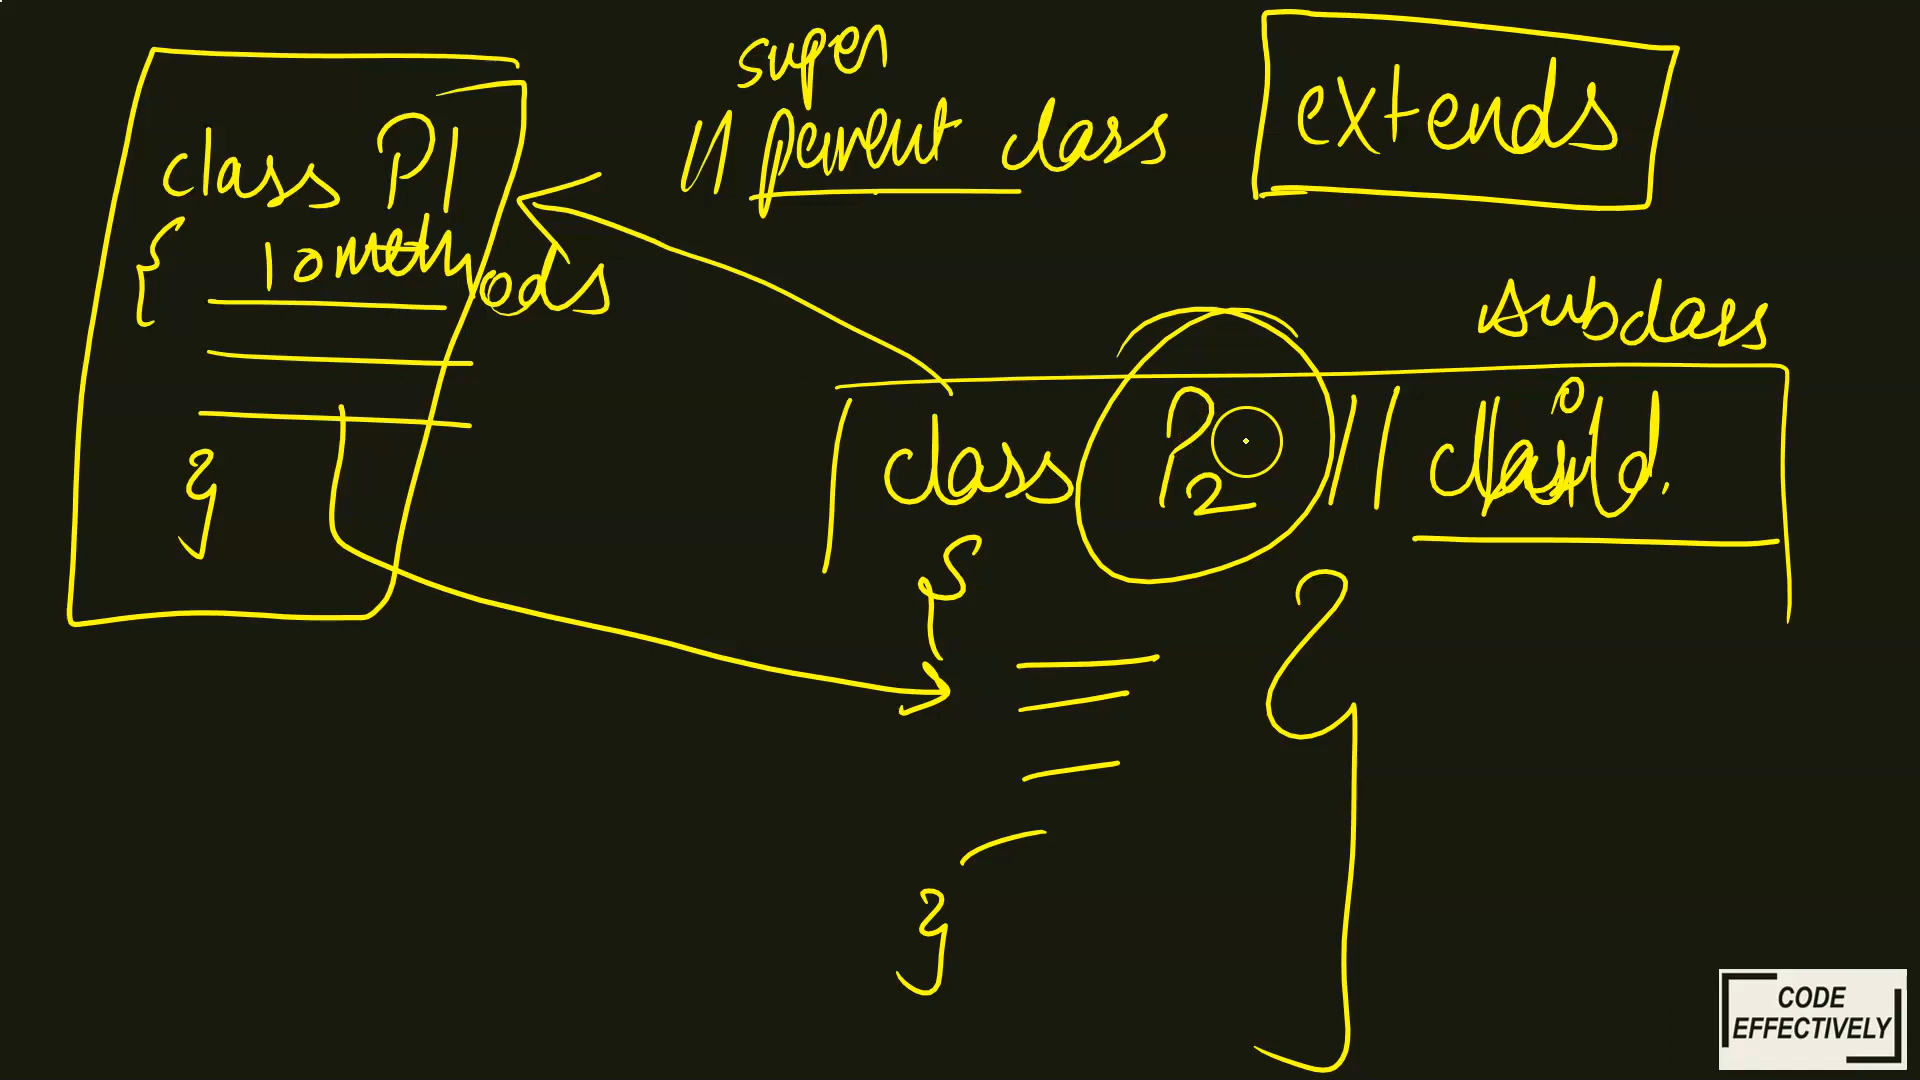 super
class P1 // parent class
extends
{ 10 methods
}
subclass
class P2 // child
{
}
CODE
EFFECTIVELY